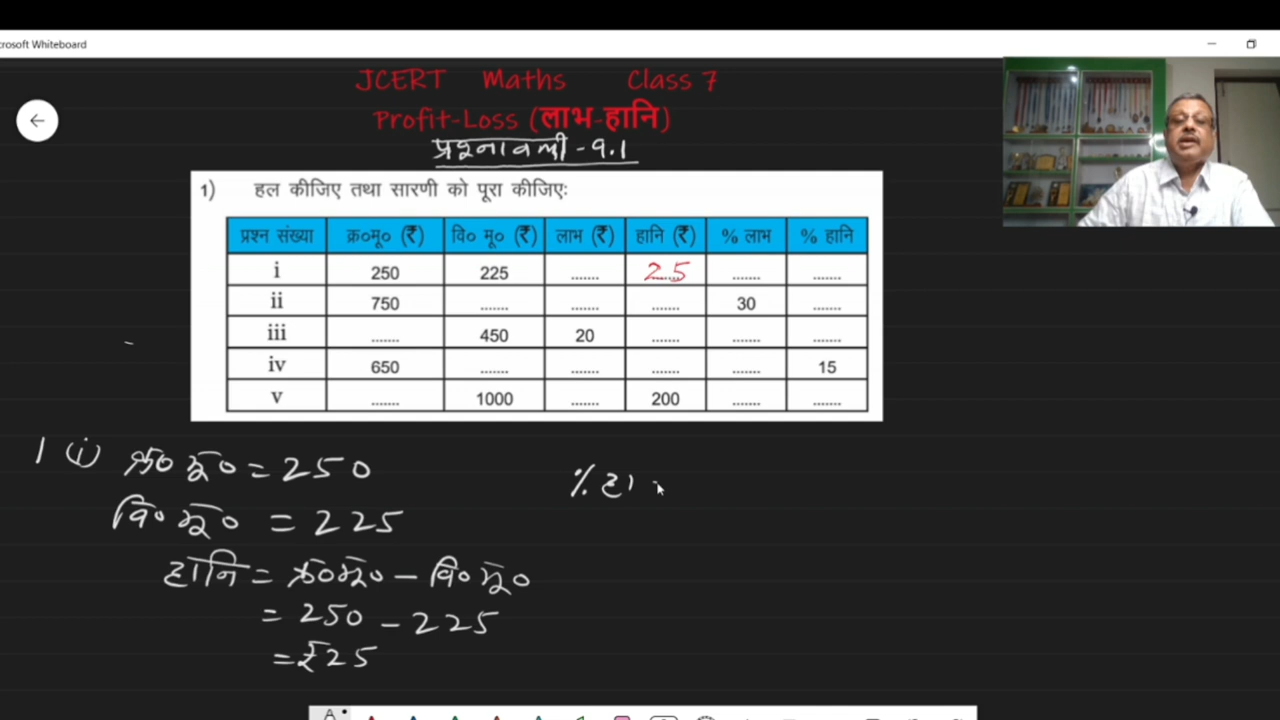 crosoft Whiteboard
JCERT Maths Class 7
Profit-Loss (लाभ-हानि)
प्रश्नावली-9.1
1) हल कीजिए तथा सारणी को पूरा कीजिएः
प्रश्न संख्या क्र०मू० (₹) वि० मू० (₹) लाभ (₹) हानि (₹) % लाभ % हानि
i 250 225 ....... 25 ....... .......
ii 750 ....... ....... ....... 30 .......
iii ....... 450 20 ....... ....... .......
iv 650 ....... ....... ....... ....... 15
v ....... 1000 ....... 200 ....... .......
1 (i) क्र० मू० = 250
वि० मू० = 225
हानि = क्र०मू० - वि० मू०
= 250 - 225
= ₹25
% हा